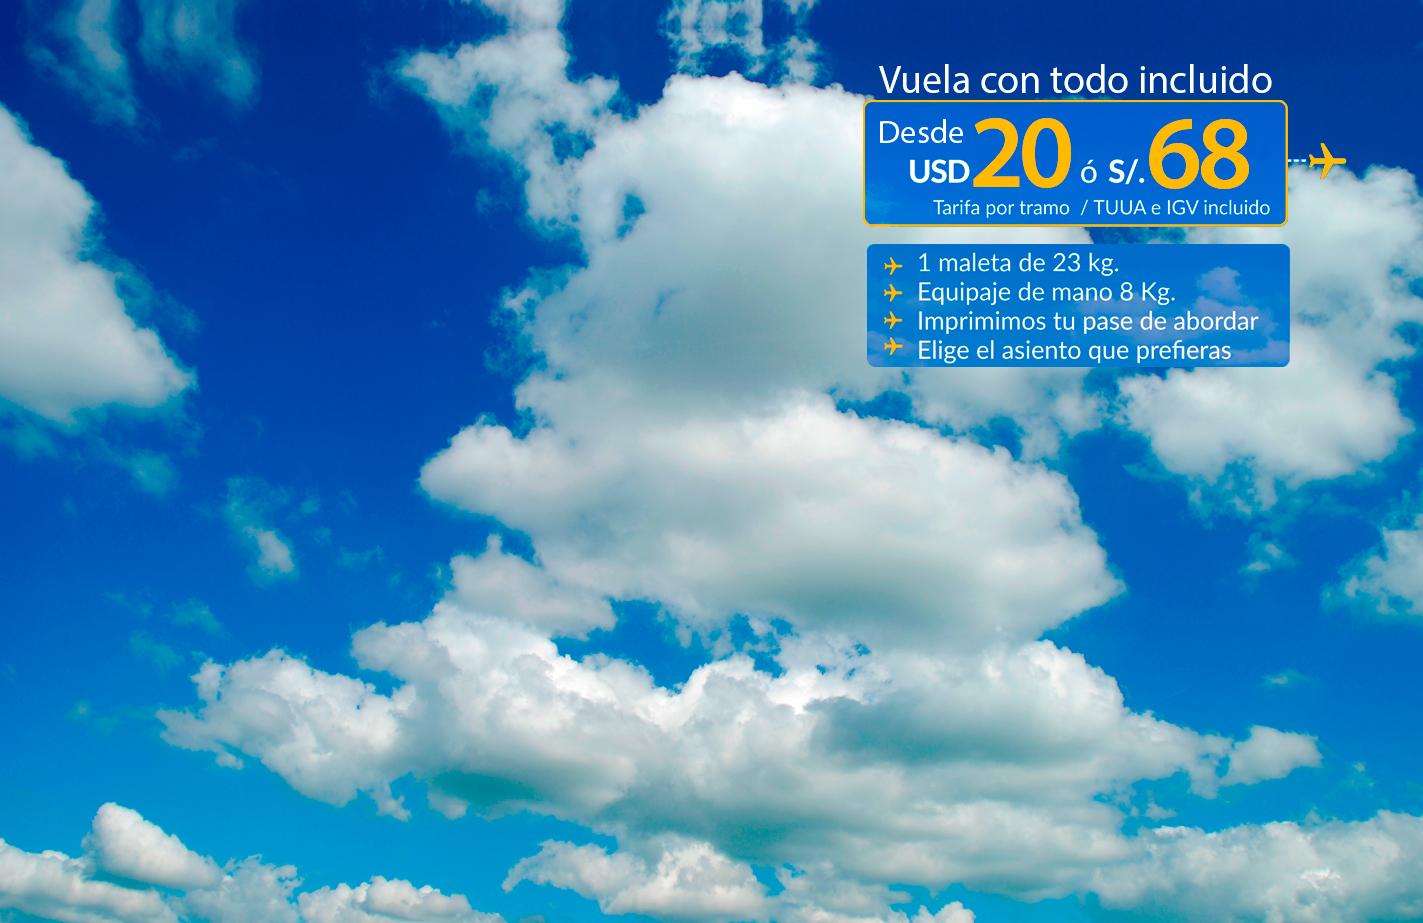 Vuela con todo incluido
Desde
USD 20 ó S/. 68
Tarifa por tramo / TUUA e IGV incluido
1 maleta de 23 kg.
Equipaje de mano 8 Kg.
Imprimimos tu pase de abordar
Elige el asiento que prefieras